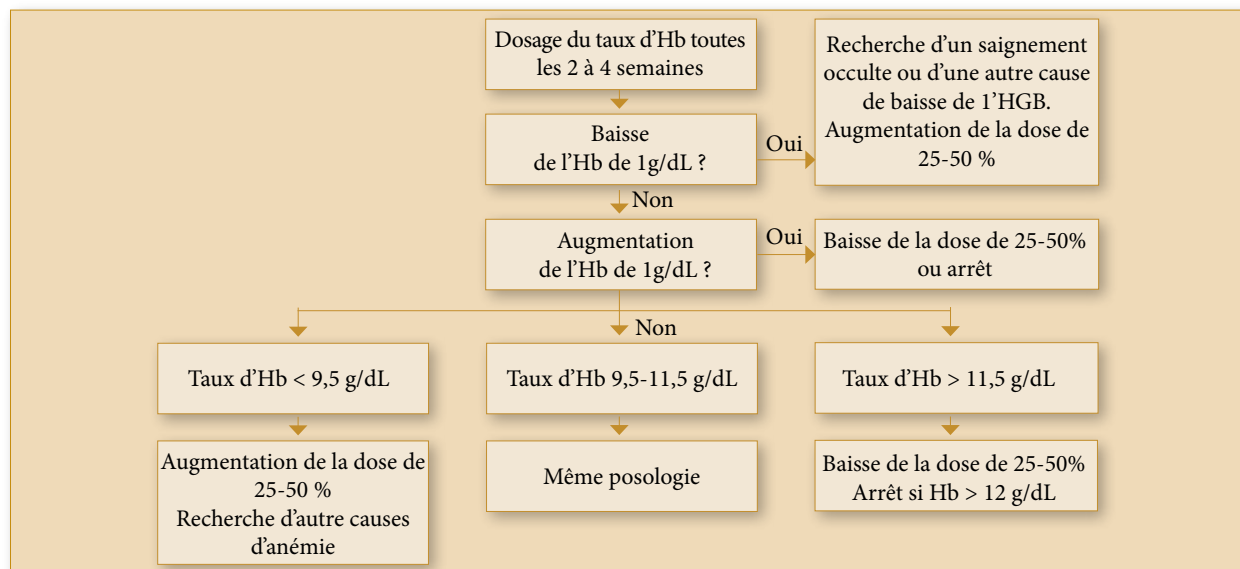 Dosage du taux d'Hb toutes
les 2 à 4 semaines
Recherche d'un saignement
occulte ou d'une autre cause
de baisse de 1'HGB.
Augmentation de la dose de
25-50 %
Baisse
de l'Hb de 1g/dL ?
Oui
Non
Augmentation
de l'Hb de 1g/dL ?
Oui
Baisse de la dose de 25-50%
ou arrêt
Non
Taux d'Hb < 9,5 g/dL
Taux d'Hb 9,5-11,5 g/dL
Taux d'Hb > 11,5 g/dL
Augmentation de la dose de
25-50 %
Recherche d'autre causes
d'anémie
Même posologie
Baisse de la dose de 25-50%
Arrêt si Hb > 12 g/dL